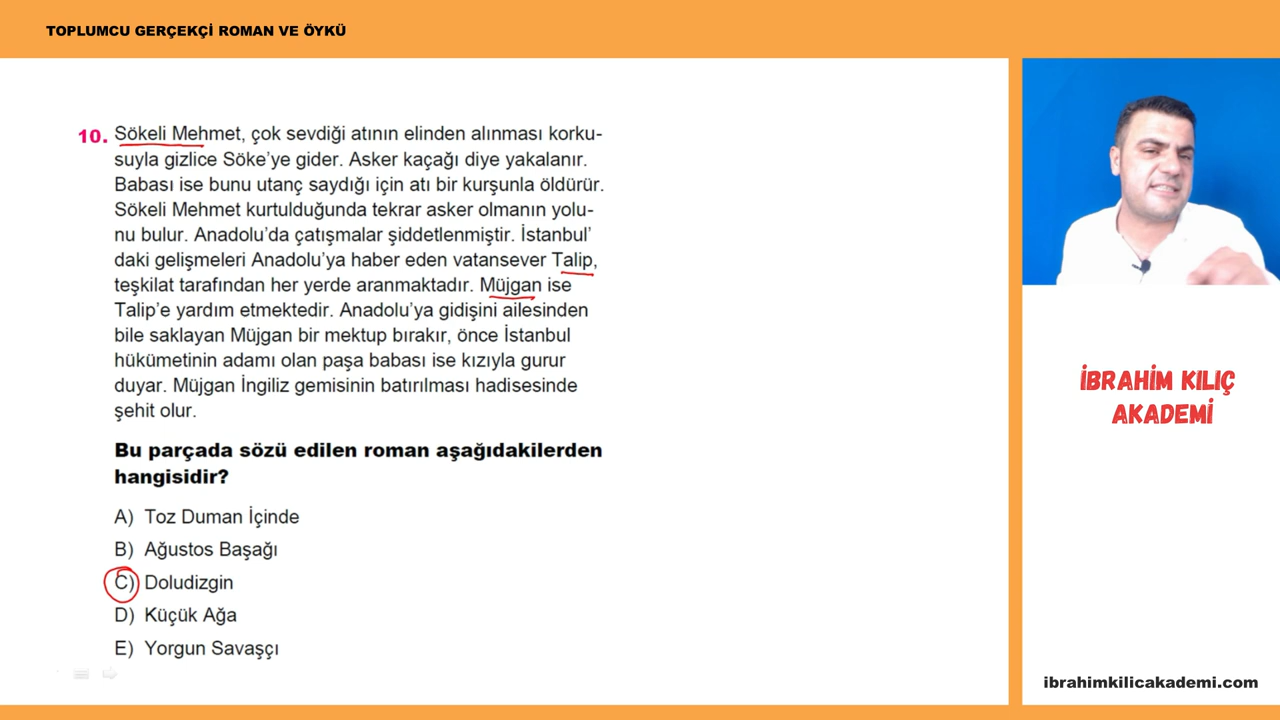 TOPLUMCU GERÇEKÇİ ROMAN VE ÖYKÜ
10. Sökeli Mehmet, çok sevdiği atının elinden alınması korku-
suyla gizlice Söke'ye gider. Asker kaçağı diye yakalanır.
Babası ise bunu utanç saydığı için atı bir kurşunla öldürür.
Sökeli Mehmet kurtulduğunda tekrar asker olmanın yolu-
nu bulur. Anadolu'da çatışmalar şiddetlenmiştir. İstanbul'
daki gelişmeleri Anadolu'ya haber eden vatansever Talip,
teşkilat tarafından her yerde aranmaktadır. Müjgan ise
Talip'e yardım etmektedir. Anadolu'ya gidişini ailesinden
bile saklayan Müjgan bir mektup bırakır, önce İstanbul
hükümetinin adamı olan paşa babası ise kızıyla gurur
duyar. Müjgan İngiliz gemisinin batırılması hadisesinde
şehit olur.
Bu parçada sözü edilen roman aşağıdakilerden
hangisidir?
A) Toz Duman İçinde
B) Ağustos Başağı
C) Doludizgin
D) Küçük Ağa
E) Yorgun Savaşçı
İBRAHİM KILIÇ
AKADEMİ
ibrahimkilicakademi.com